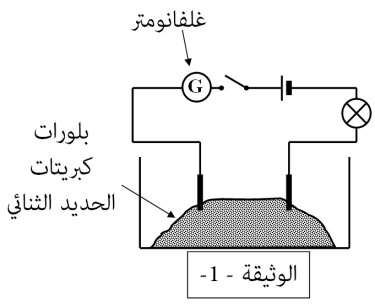 غلفانومتر
G
بلورات
كبريتات
الحديد الثنائي
الوثيقة - 1-